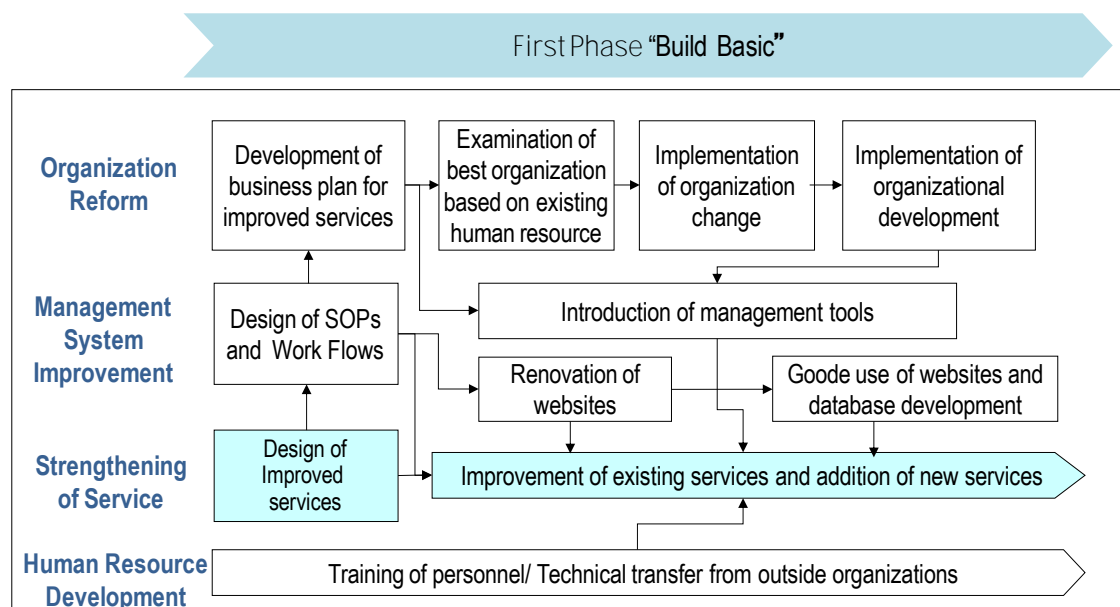 First Phase “Build Basic”
Organization
Reform
Development of
business plan for
improved services
Examination of
best organization
based on existing
human resource
Implementation
of organization
change
Implementation of
organizational
development
Management
System
Improvement
Design of SOPs
and Work Flows
Introduction of management tools
Renovation of
websites
Goode use of websites and
database development
Strengthening
of Service
Design of
Improved
services
Improvement of existing services and addition of new services
Human Resource
Development
Training of personnel/ Technical transfer from outside organizations